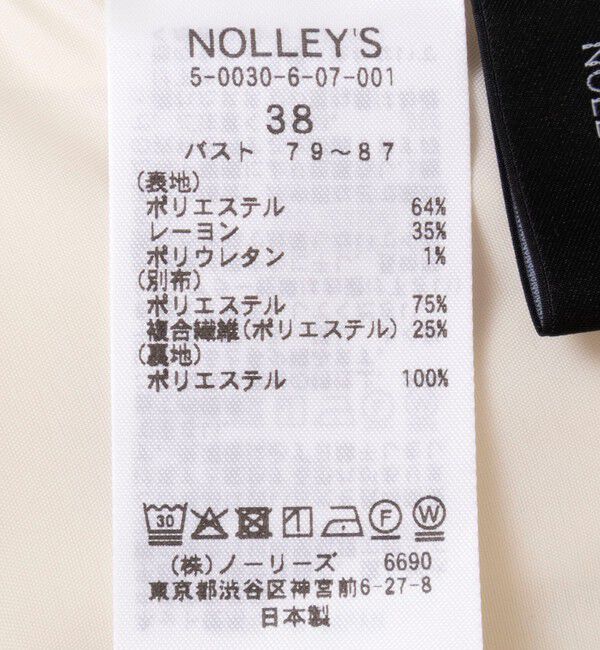 NOLLEY'S
5-0030-6-07-001
38
バスト 79～87
(表地)
ポリエステル 64%
レーヨン 35%
ポリウレタン 1%
(別布)
ポリエステル 75%
複合繊維(ポリエステル) 25%
(裏地)
ポリエステル 100%
30 F W
(株)ノーリーズ 6690
東京都渋谷区神宮前6-27-8
日本製